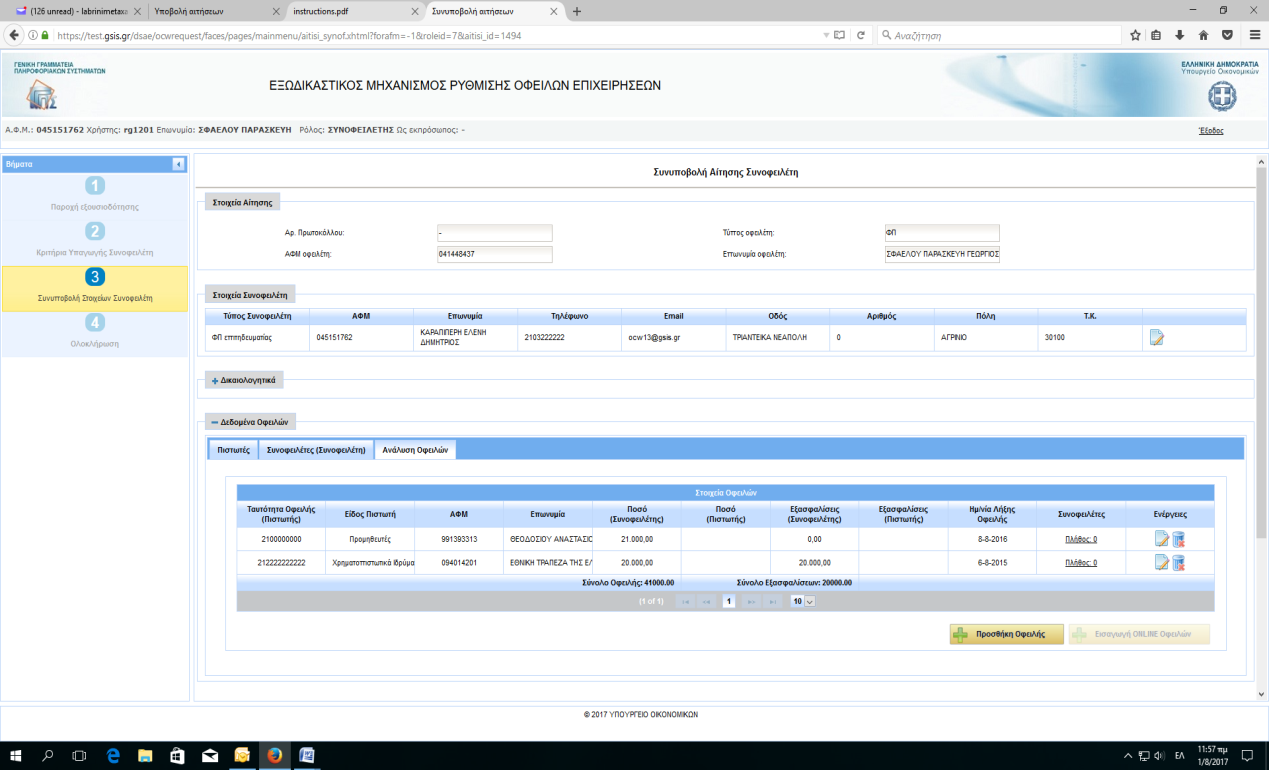 (126 unread) - labrinimetaxa
Υποβολή αιτήσεων
instructions.pdf
Συνυποβολή αιτήσεων
https://test.gsis.gr/dsae/ocwrequest/faces/pages/mainmenu/aitisi_synof.xhtml?forafm=-1&roleid=7&aitisi_id=1494
Αναζήτηση
ΓΕΝΙΚΗ ΓΡΑΜΜΑΤΕΙΑ
ΠΛΗΡΟΦΟΡΙΑΚΩΝ ΣΥΣΤΗΜΑΤΩΝ
ΕΞΩΔΙΚΑΣΤΙΚΟΣ ΜΗΧΑΝΙΣΜΟΣ ΡΥΘΜΙΣΗΣ ΟΦΕΙΛΩΝ ΕΠΙΧΕΙΡΗΣΕΩΝ
ΕΛΛΗΝΙΚΗ ΔΗΜΟΚΡΑΤΙΑ
Υπουργείο Οικονομικών
Α.Φ.Μ.: 045151762 Χρήστης: rg1201 Επωνυμία: ΣΦΑΕΛΟΥ ΠΑΡΑΣΚΕΥΗ Ρόλος: ΣΥΝΟΦΕΙΛΕΤΗΣ Ως εκπρόσωπος: -
Έξοδος
Βήματα
1
Παροχή εξουσιοδότησης
2
Κριτήρια Υπαγωγής Συνοφειλέτη
3
Συνυποβολή Στοιχείων Συνοφειλέτη
4
Ολοκλήρωση
Συνυποβολή Αίτησης Συνοφειλέτη
Στοιχεία Αίτησης
Αρ. Πρωτοκόλλου: - Τύπος οφειλέτη: ΦΠ
ΑΦΜ οφειλέτη: 041448437 Επωνυμία οφειλέτη: ΣΦΑΕΛΟΥ ΠΑΡΑΣΚΕΥΗ ΓΕΩΡΓΙΟΣ
Στοιχεία Συνοφειλέτη
Τύπος Συνοφειλέτη ΑΦΜ Επωνυμία Τηλέφωνο Email Οδός Αριθμός Πόλη Τ.Κ.
ΦΠ επιτηδευματίας 045151762 ΚΑΡΑΠΙΠΕΡΗ ΕΛΕΝΗ ΔΗΜΗΤΡΙΟΣ 2103222222 ocw13@gsis.gr ΤΡΙΑΝΤΕΙΚΑ ΝΕΑΠΟΛΗ 0 ΑΓΡΙΝΙΟ 30100
Δικαιολογητικά
Δεδομένα Οφειλών
Πιστωτές Συνοφειλέτες (Συνοφειλέτη) Ανάλυση Οφειλών
Στοιχεία Οφειλών
Ταυτότητα Οφειλής (Πιστωτής) Είδος Πιστωτή ΑΦΜ Επωνυμία Ποσό (Συνοφειλέτης) Ποσό (Πιστωτής) Εξασφαλίσεις (Συνοφειλέτης) Εξασφαλίσεις (Πιστωτής) Ημ/νία Λήξης Οφειλής Συνοφειλέτες Ενέργειες
2100000000 Προμηθευτές 991393313 ΘΕΟΔΟΣΙΟΥ ΑΝΑΣΤΑΣΙΟ 21.000,00 0,00 8-8-2016 Πλήθος: 0
212222222222 Χρηματοπιστωτικό Ιδρύμα 094014201 ΕΘΝΙΚΗ ΤΡΑΠΕΖΑ ΤΗΣ ΕΛ 20.000,00 20.000,00 6-8-2015 Πλήθος: 0
Σύνολο Οφειλής: 41000.00 Σύνολο Εξασφαλίσεων: 20000.00
(1 of 1) 1 10
Προσθήκη Οφειλής Εισαγωγή ONLINE Οφειλών
© 2017 ΥΠΟΥΡΓΕΙΟ ΟΙΚΟΝΟΜΙΚΩΝ
ΕΛ
11:57 πμ
1/8/2017